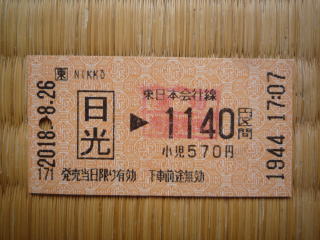 東 NIKKŌ
2018.-8.26
日光
東日本会社線
▶1140円区間
小児570円
171 発売当日限り有効 下車前途無効
1944 17:07